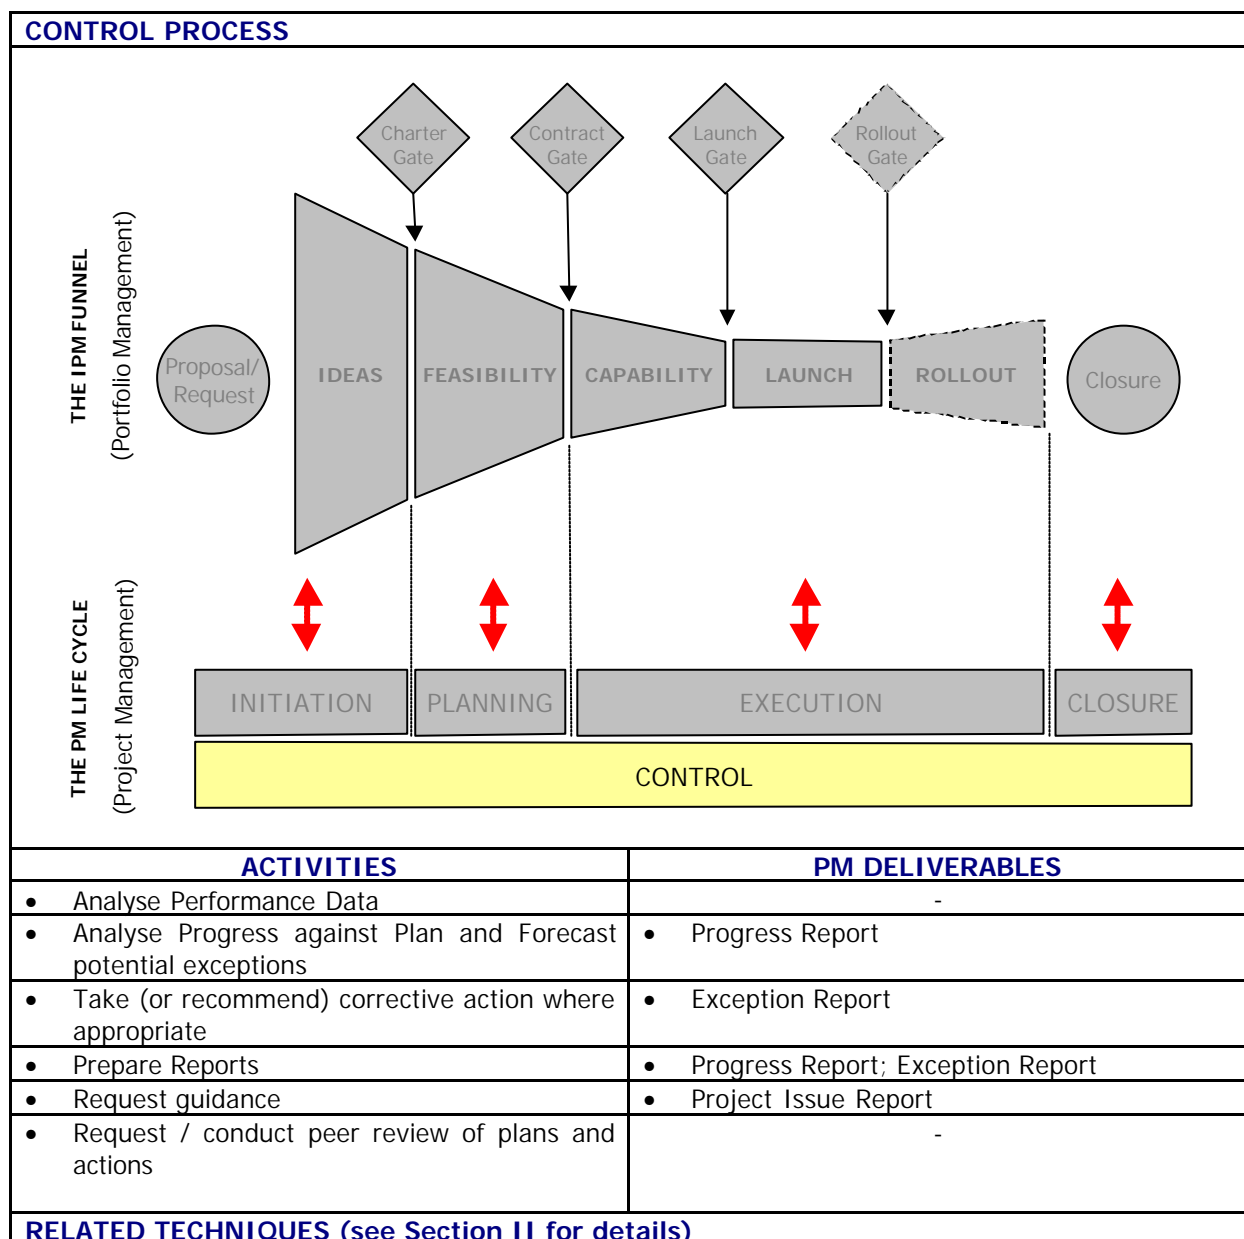 CONTROL PROCESS
Charter
Gate
Contract
Gate
Launch
Gate
Rollout
Gate
THE IPM FUNNEL
(Portfolio Management)
Proposal/
Request
IDEAS
FEASIBILITY
CAPABILITY
LAUNCH
ROLLOUT
Closure
THE PM LIFE CYCLE
(Project Management)
INITIATION
PLANNING
EXECUTION
CLOSURE
CONTROL
ACTIVITIES
PM DELIVERABLES
• Analyse Performance Data
-
• Analyse Progress against Plan and Forecast
potential exceptions
• Progress Report
• Take (or recommend) corrective action where
appropriate
• Exception Report
• Prepare Reports
• Progress Report; Exception Report
• Request guidance
• Project Issue Report
• Request / conduct peer review of plans and
actions
-
RELATED TECHNIQUES (see Section II for details)